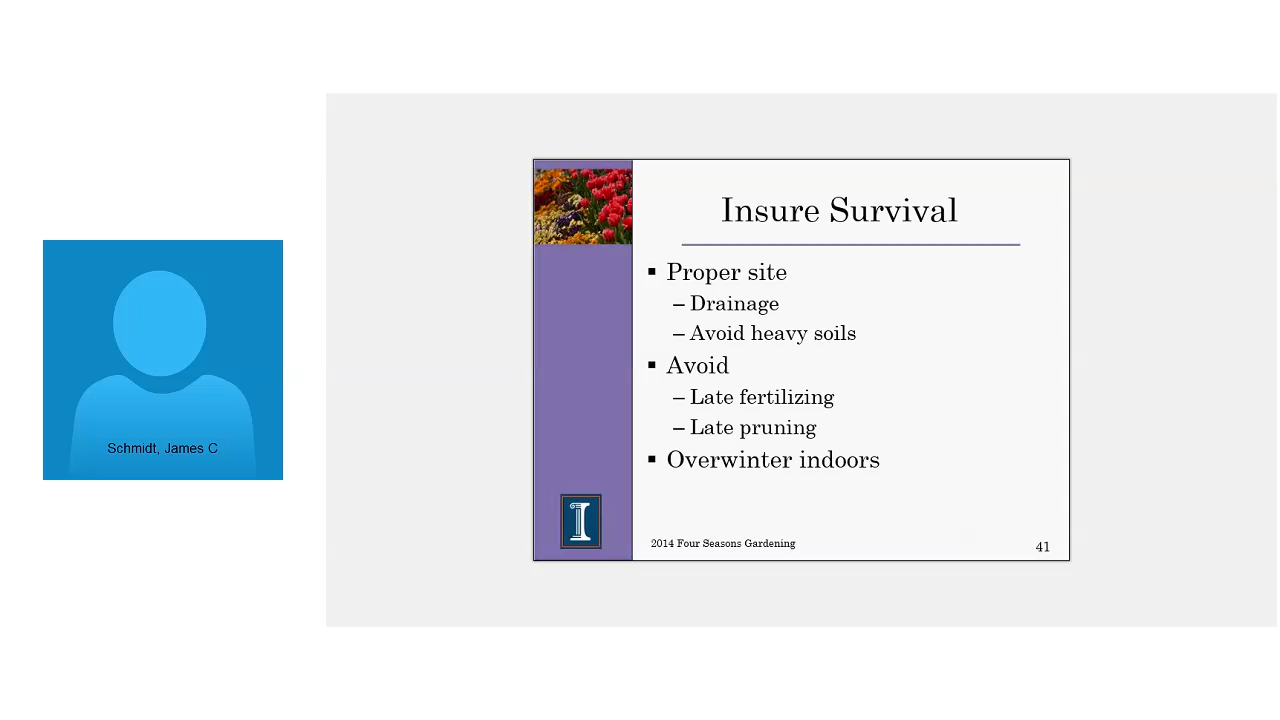 Schmidt, James C
Insure Survival
▪ Proper site
– Drainage
– Avoid heavy soils
▪ Avoid
– Late fertilizing
– Late pruning
▪ Overwinter indoors
I
2014 Four Seasons Gardening
41